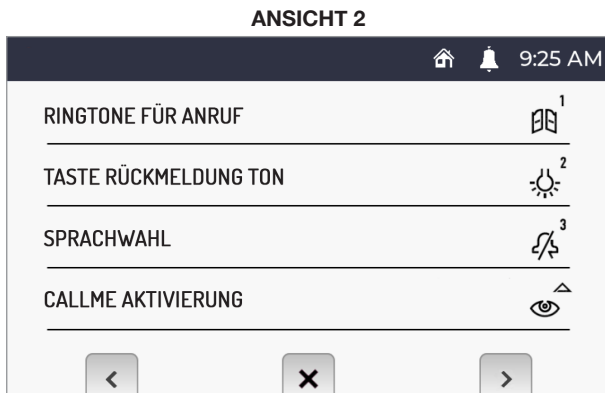 ANSICHT 2
9:25 AM
RINGTONE FÜR ANRUF 1
TASTE RÜCKMELDUNG TON 2
SPRACHWAHL 3
CALLME AKTIVIERUNG